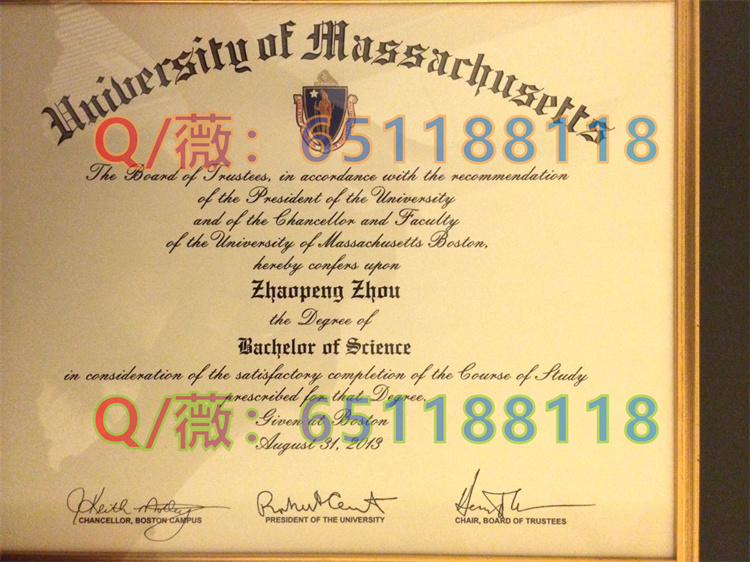 University of Massachusetts
Q/薇：651188118
The Board of Trustees, in accordance with the recommendation
of the President of the University
and of the Chancellor and Faculty
of the University of Massachusetts Boston,
hereby confers upon
Zhaopeng Zhou
the Degree of
Bachelor of Science
in consideration of the satisfactory completion of the Course of Study
prescribed for that Degree.
Q/薇：651188118
Given at Boston
August 31, 2013
CHANCELLOR, BOSTON CAMPUS
PRESIDENT OF THE UNIVERSITY
CHAIR, BOARD OF TRUSTEES